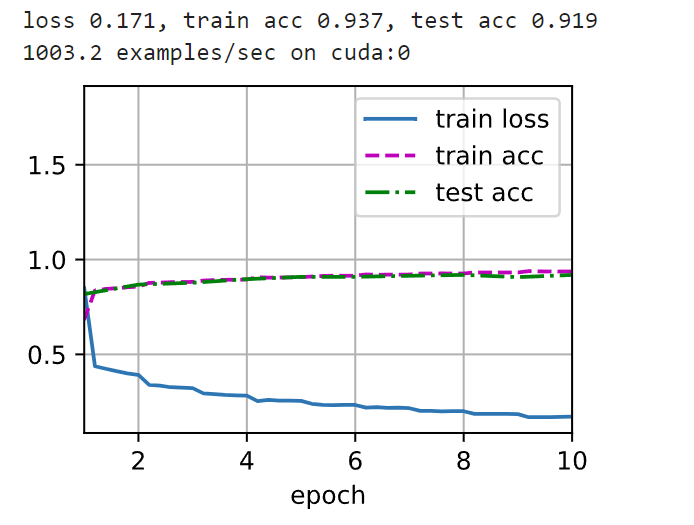 loss 0.171, train acc 0.937, test acc 0.919
1003.2 examples/sec on cuda:0
train loss
train acc
test acc
1.5
1.0
0.5
2 4 6 8 10
epoch